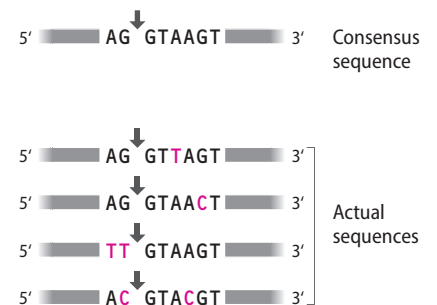 5' AG GTAAGT 3' Consensus
sequence
5' AG GTTAGT 3'
5' AG GTAACT 3'
Actual
sequences
5' TT GTAAGT 3'
5' AC GTACGT 3'